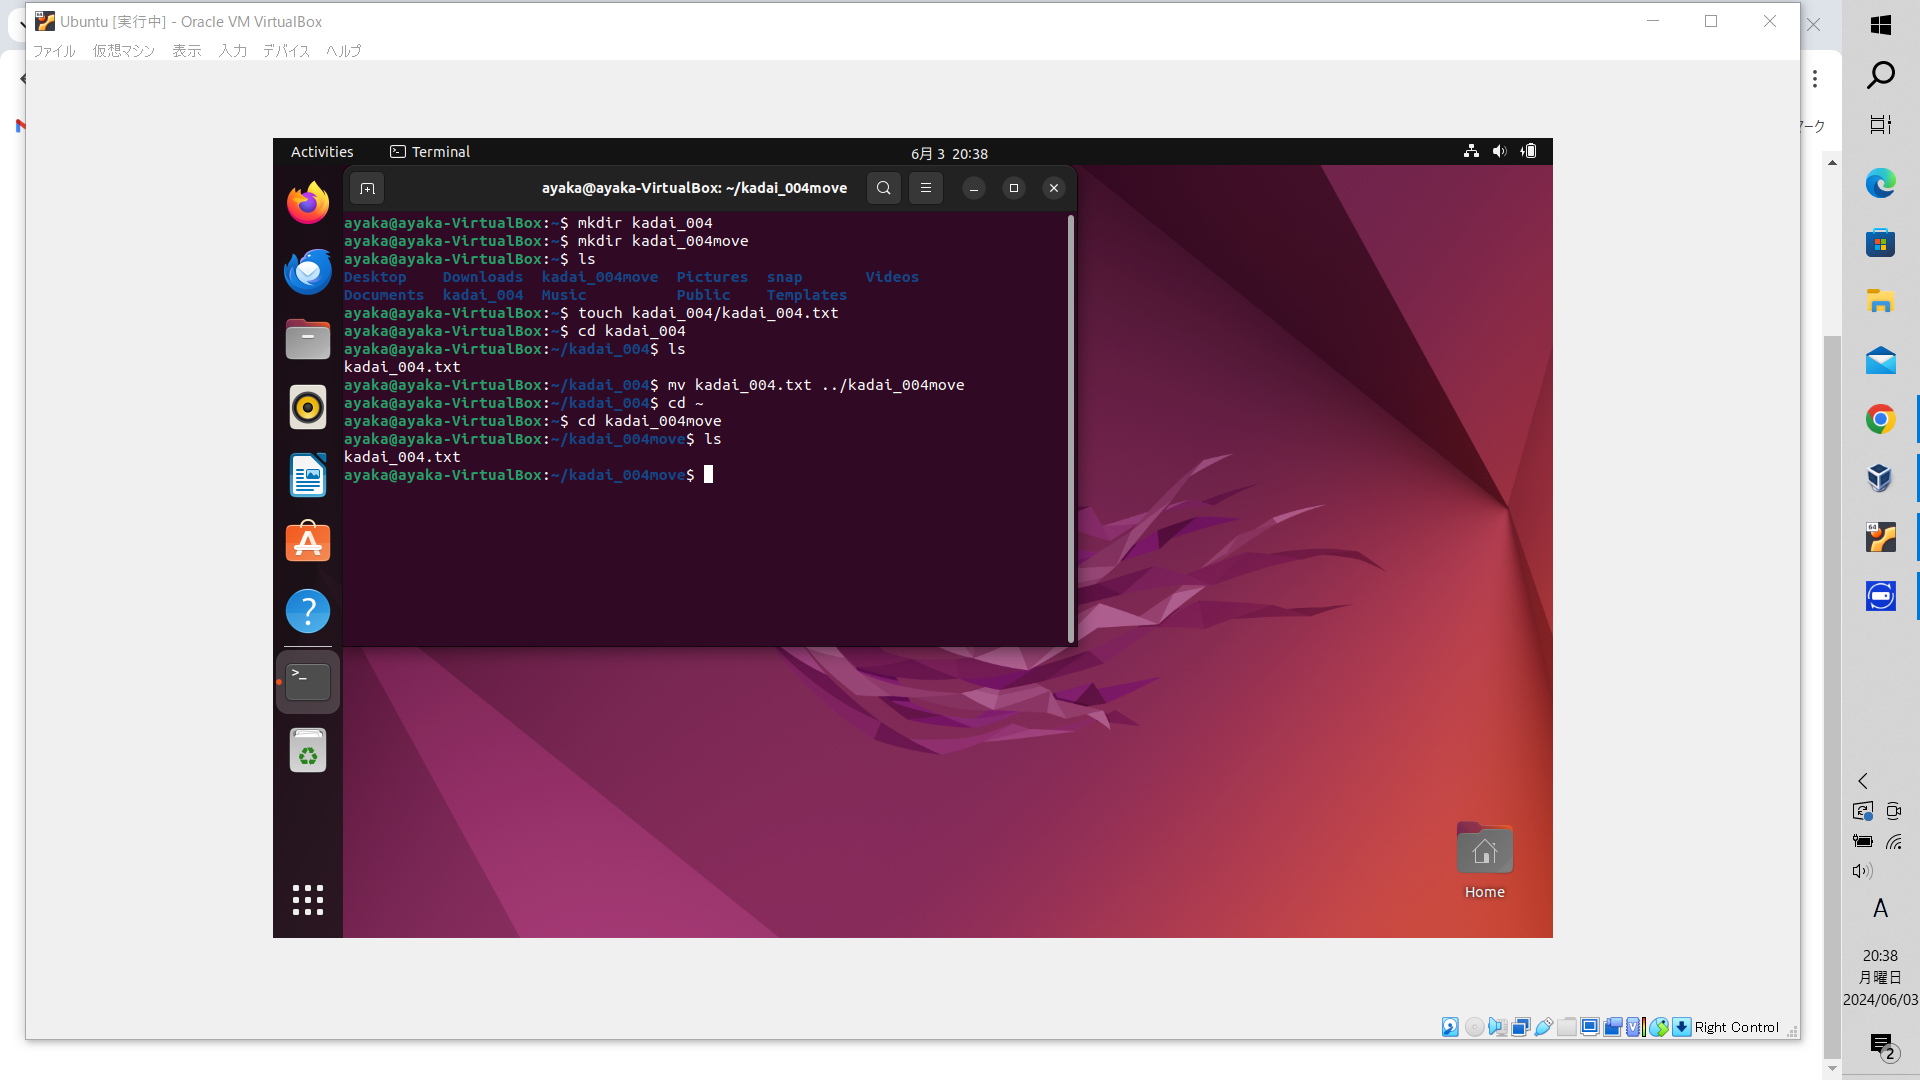 Ubuntu [実行中] - Oracle VM VirtualBox
ファイル 仮想マシン 表示 入力 デバイス ヘルプ
Activities Terminal 6月 3 20:38
ayaka@ayaka-VirtualBox: ~/kadai_004move
ayaka@ayaka-VirtualBox:~$ mkdir kadai_004
ayaka@ayaka-VirtualBox:~$ mkdir kadai_004move
ayaka@ayaka-VirtualBox:~$ ls
Desktop Downloads kadai_004move Pictures snap Videos
Documents kadai_004 Music Public Templates
ayaka@ayaka-VirtualBox:~$ touch kadai_004/kadai_004.txt
ayaka@ayaka-VirtualBox:~$ cd kadai_004
ayaka@ayaka-VirtualBox:~/kadai_004$ ls
kadai_004.txt
ayaka@ayaka-VirtualBox:~/kadai_004$ mv kadai_004.txt ../kadai_004move
ayaka@ayaka-VirtualBox:~/kadai_004$ cd ~
ayaka@ayaka-VirtualBox:~$ cd kadai_004move
ayaka@ayaka-VirtualBox:~/kadai_004move$ ls
kadai_004.txt
ayaka@ayaka-VirtualBox:~/kadai_004move$
Home
Right Control
64
A
20:38
月曜日
2024/06/03
2